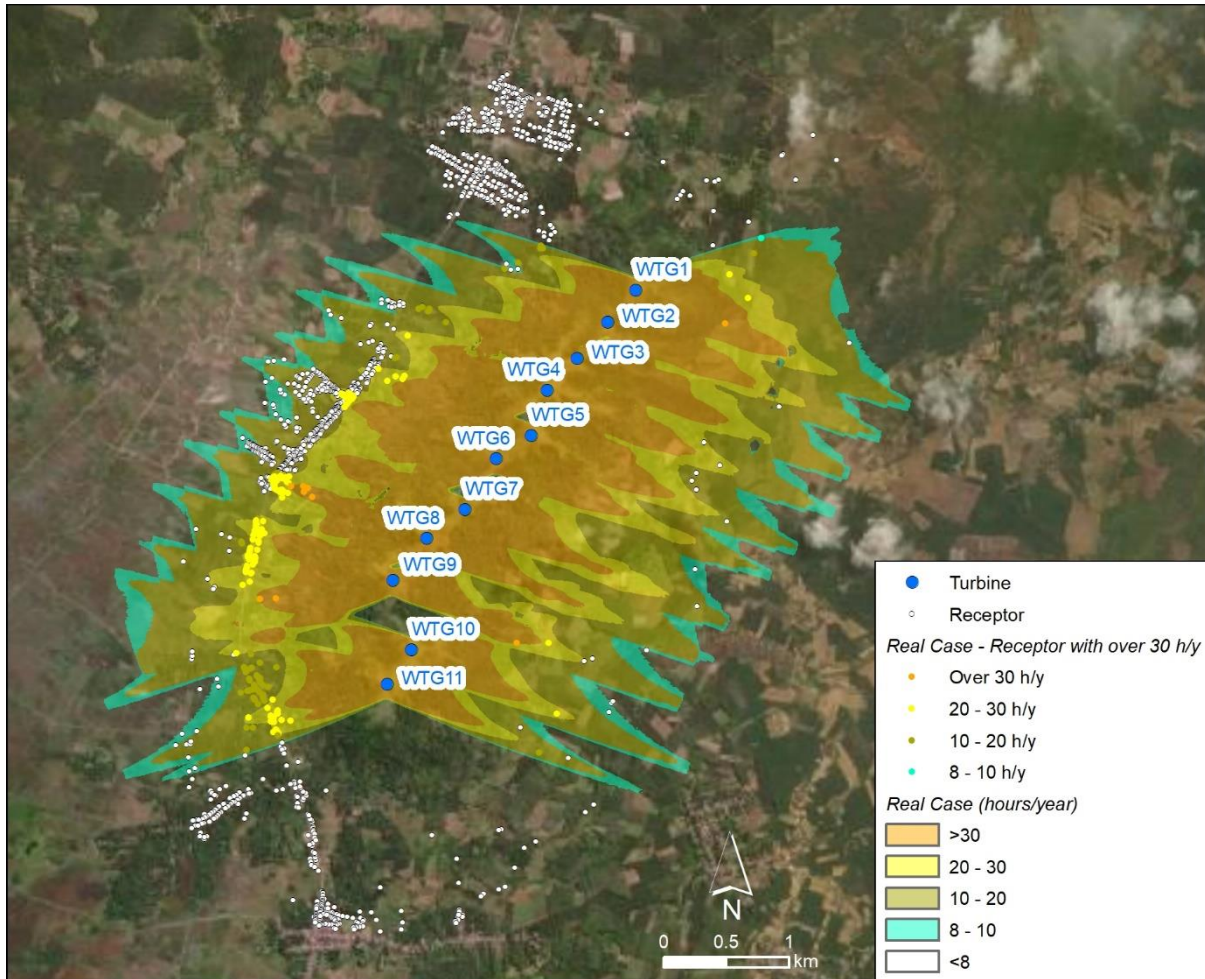 WTG1
WTG2
WTG3
WTG4
WTG5
WTG6
WTG7
WTG8
WTG9
WTG10
WTG11
Turbine
Receptor
Real Case - Receptor with over 30 h/y
Over 30 h/y
20 - 30 h/y
10 - 20 h/y
8 - 10 h/y
Real Case (hours/year)
>30
20 - 30
10 - 20
8 - 10
<8
N
0 0.5 1
km